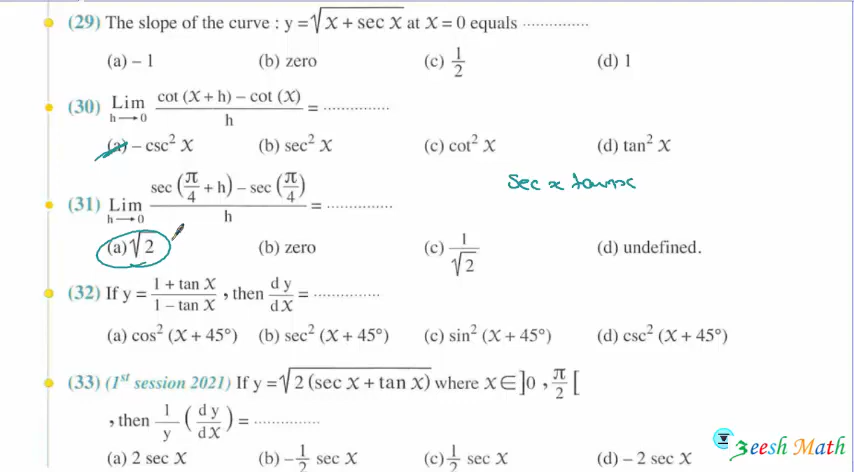 (29) The slope of the curve : y = √(x + sec x) at x = 0 equals ..............
(a) – 1 (b) zero (c) 1/2 (d) 1
(30) Lim h→0 (cot (x + h) – cot (x))/h = ..............
(a) – csc² x (b) sec² x (c) cot² x (d) tan² x
sec x tan x
(31) Lim h→0 (sec (π/4 + h) – sec (π/4))/h = ..............
(a) √2 (b) zero (c) 1/√2 (d) undefined.
(32) If y = (1 + tan x)/(1 – tan x) , then dy/dx = ..............
(a) cos² (x + 45°) (b) sec² (x + 45°) (c) sin² (x + 45°) (d) csc² (x + 45°)
(33) (1st session 2021) If y = √(2 (sec x + tan x)) where x ∈ ]0 , π/2 [
, then 1/y (dy/dx) = ..............
(a) 2 sec x (b) – 1/2 sec x (c) 1/2 sec x (d) – 2 sec x
Zeesh Math